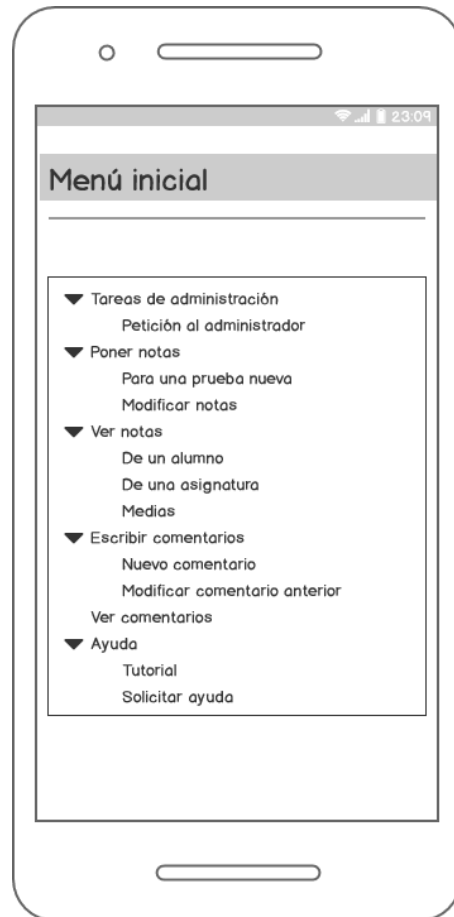 23:09
Menú inicial
Tareas de administración
Petición al administrador
Poner notas
Para una prueba nueva
Modificar notas
Ver notas
De un alumno
De una asignatura
Medias
Escribir comentarios
Nuevo comentario
Modificar comentario anterior
Ver comentarios
Ayuda
Tutorial
Solicitar ayuda